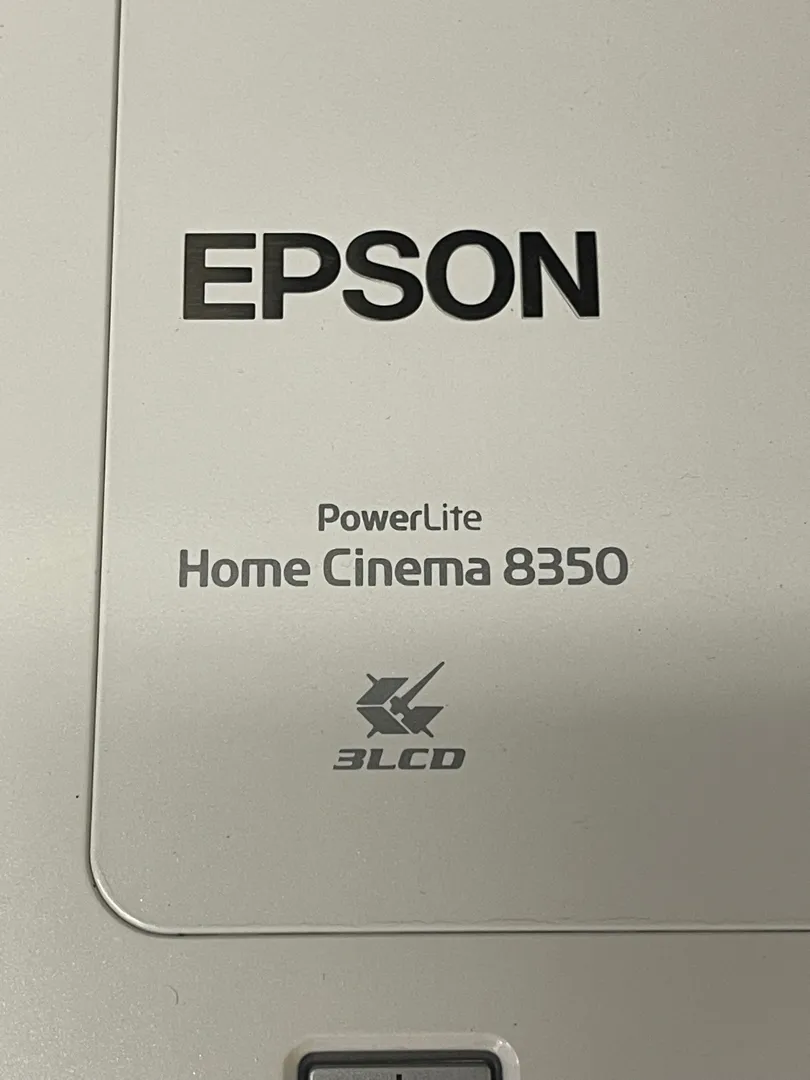 EPSON
PowerLite
Home Cinema 8350
3LCD